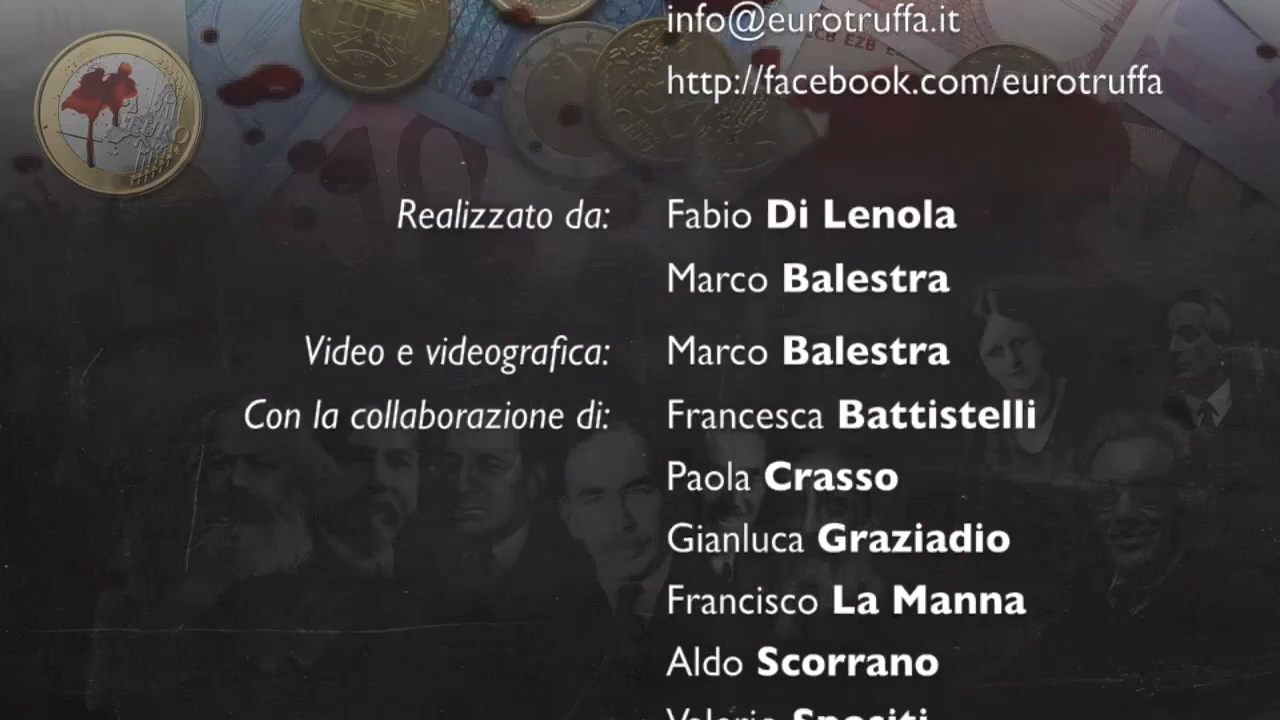 info@eurotruffa.it
http://facebook.com/eurotruffa
Realizzato da: Fabio Di Lenola
Marco Balestra
Video e videografica: Marco Balestra
Con la collaborazione di: Francesca Battistelli
Paola Crasso
Gianluca Graziadio
Francisco La Manna
Aldo Scorrano